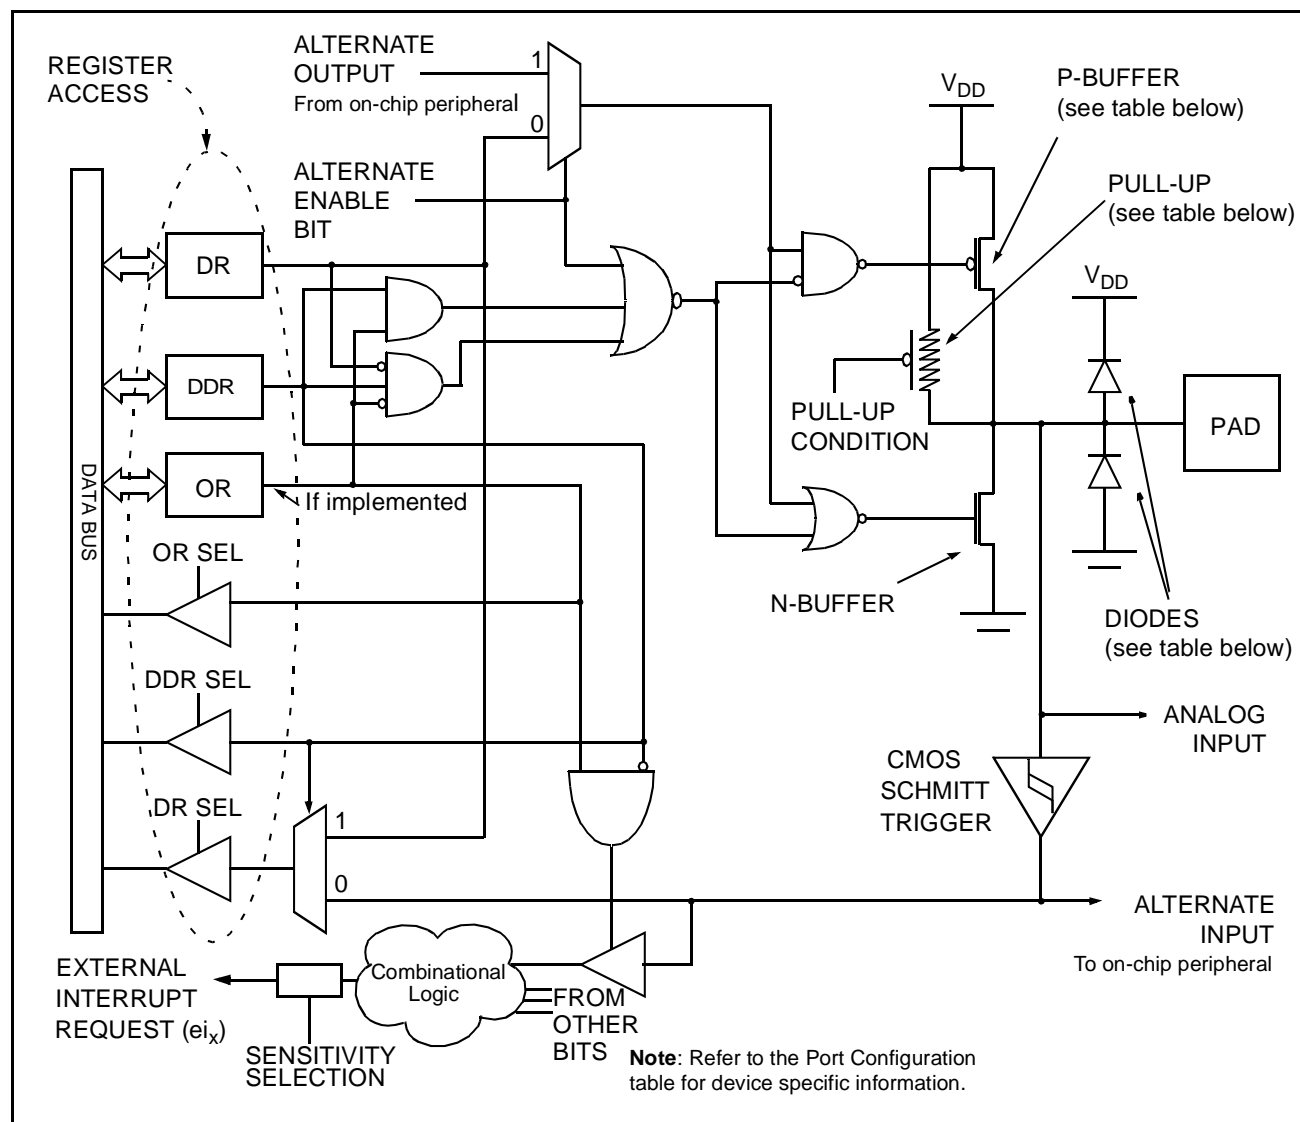 REGISTER
ACCESS
ALTERNATE
OUTPUT
From on-chip peripheral
1
0
ALTERNATE
ENABLE
BIT
VDD
P-BUFFER
(see table below)
PULL-UP
(see table below)
VDD
DR
DDR
OR
If implemented
DATA BUS
PULL-UP
CONDITION
PAD
N-BUFFER
DIODES
(see table below)
OR SEL
DDR SEL
DR SEL
1
0
ANALOG
INPUT
CMOS
SCHMITT
TRIGGER
ALTERNATE
INPUT
To on-chip peripheral
EXTERNAL
INTERRUPT
REQUEST (eix)
Combinational
Logic
FROM
OTHER
BITS
SENSITIVITY
SELECTION
Note: Refer to the Port Configuration
table for device specific information.